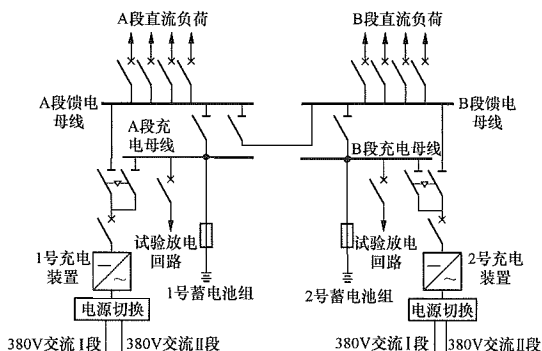 A段直流负荷
B段直流负荷
A段馈电
母线
B段馈电
母线
A段充
电母线
B段充电母线
试验放电
回路
试验放电
回路
1号充电
装置
2号充电
装置
1号蓄电池组
2号蓄电池组
电源切换
电源切换
380V交流Ⅰ段
380V交流Ⅱ段
380V交流Ⅰ段
380V交流Ⅱ段